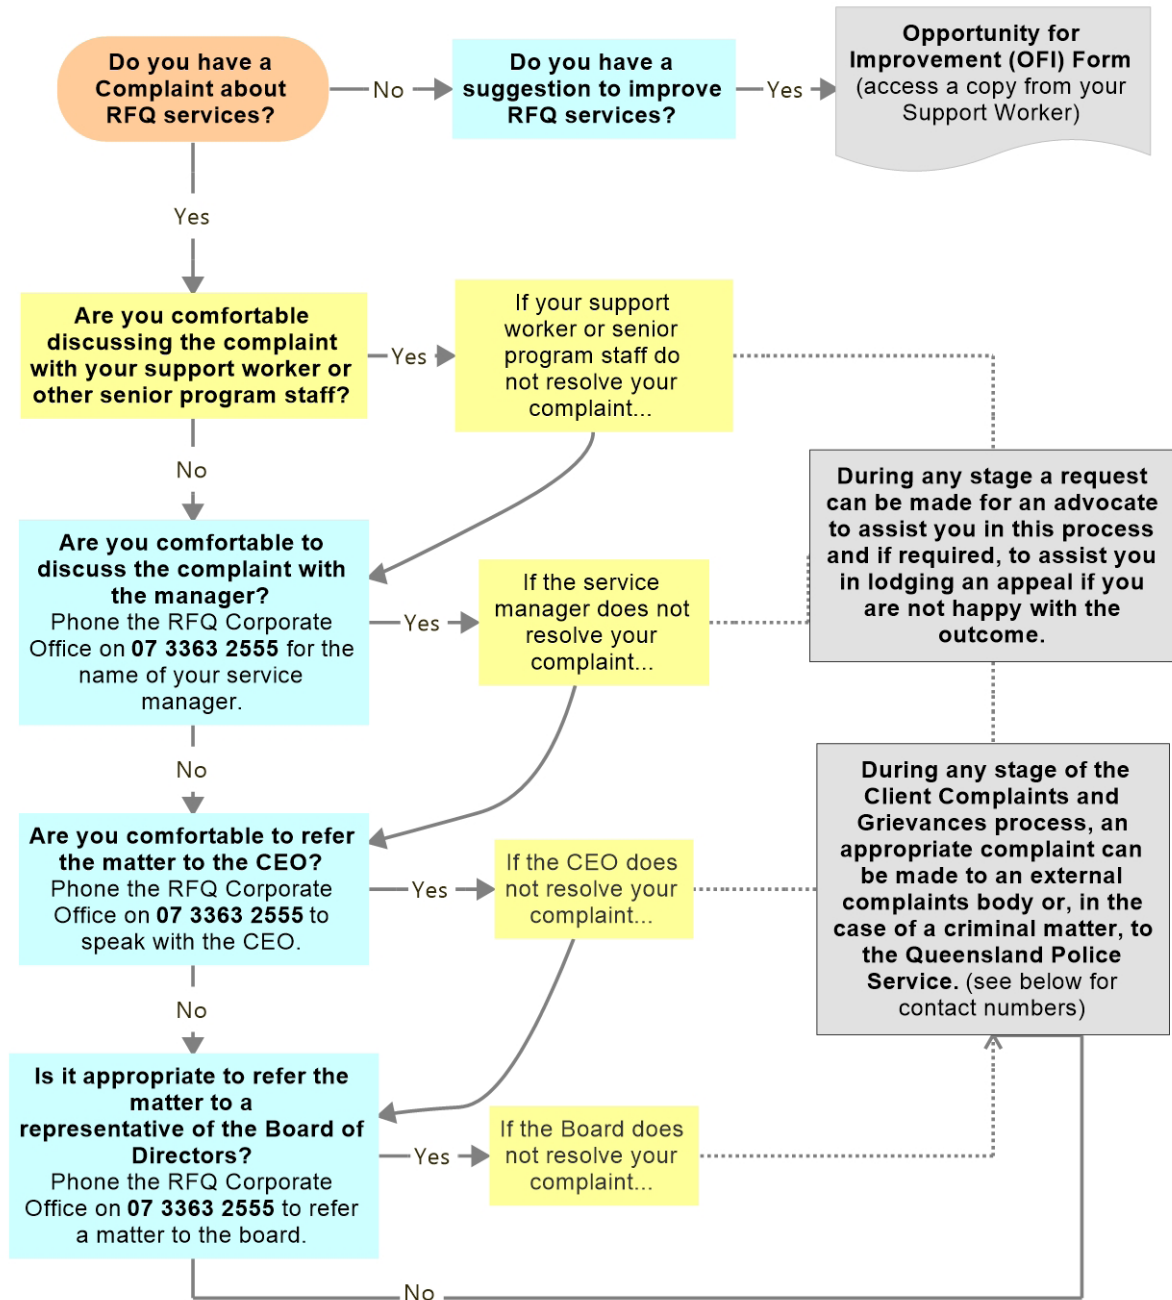 Do you have a
Complaint about
RFQ services?
No
Do you have a
suggestion to improve
RFQ services?
Yes
Opportunity for
Improvement (OFI) Form
(access a copy from your
Support Worker)
Yes
Are you comfortable
discussing the complaint
with your support worker or
other senior program staff?
Yes
If your support
worker or senior
program staff do
not resolve your
complaint...
No
During any stage a request
can be made for an advocate
to assist you in this process
and if required, to assist you
in lodging an appeal if you
are not happy with the
outcome.
Are you comfortable to
discuss the complaint with
the manager?
Phone the RFQ Corporate
Office on 07 3363 2555 for the
name of your service
manager.
Yes
If the service
manager does not
resolve your
complaint...
No
During any stage of the
Client Complaints and
Grievances process, an
appropriate complaint can
be made to an external
complaints body or, in the
case of a criminal matter, to
the Queensland Police
Service. (see below for
contact numbers)
Are you comfortable to refer
the matter to the CEO?
Phone the RFQ Corporate
Office on 07 3363 2555 to
speak with the CEO.
Yes
If the CEO does
not resolve your
complaint...
No
Is it appropriate to refer the
matter to a
representative of the Board of
Directors?
Phone the RFQ Corporate
Office on 07 3363 2555 to refer
a matter to the board.
Yes
If the Board does
not resolve your
complaint...
No